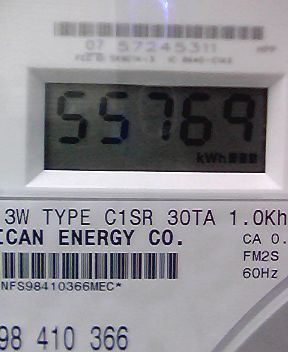 07 57245311 MPP
55769
kWh
3W TYPE C1SR 30TA 1.0Kh
ICAN ENERGY CO.
CA 0.
FM2S
60Hz
NFS98410366MEC*
98 410 366